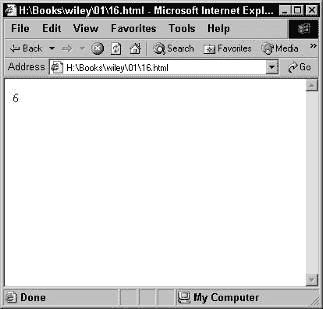 H:\Books\wiley\01\16.html - Microsoft Internet Expl...
File Edit View Favorites Tools Help
Back Search Favorites Media »
Address H:\Books\wiley\01\16.html Go
6
Done My Computer